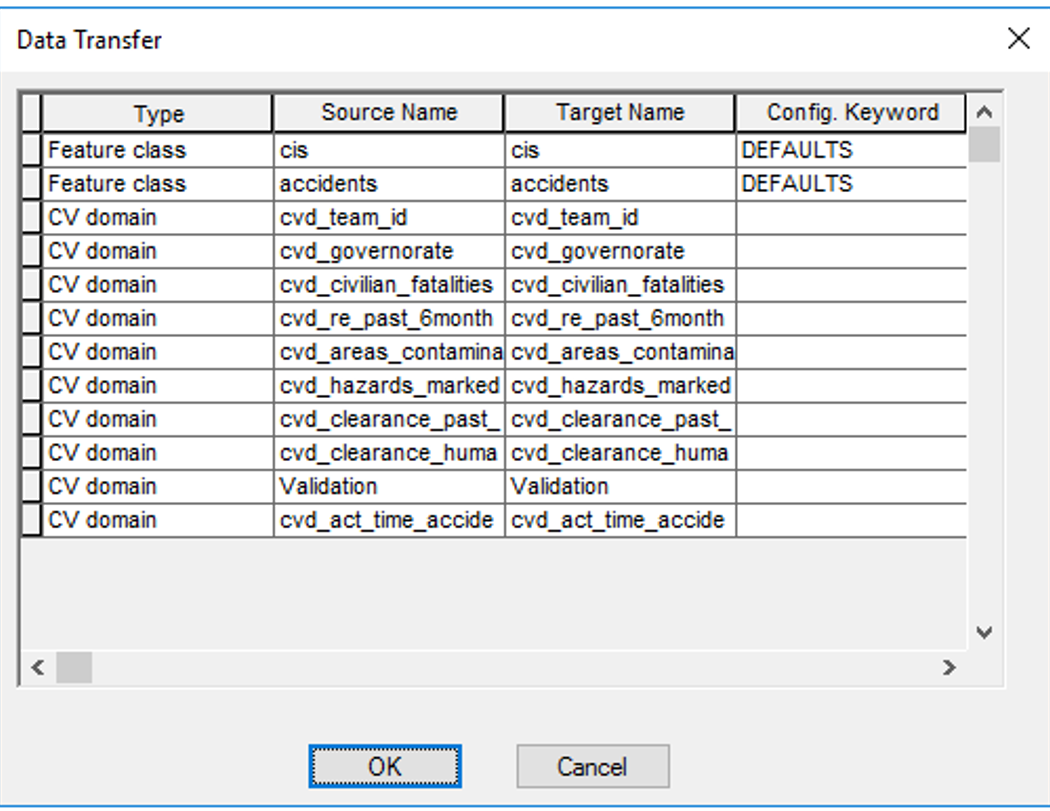 Data Transfer
Type Source Name Target Name Config. Keyword
Feature class cis cis DEFAULTS
Feature class accidents accidents DEFAULTS
CV domain cvd_team_id cvd_team_id
CV domain cvd_governorate cvd_governorate
CV domain cvd_civilian_fatalities cvd_civilian_fatalities
CV domain cvd_re_past_6month cvd_re_past_6month
CV domain cvd_areas_contamina cvd_areas_contamina
CV domain cvd_hazards_marked cvd_hazards_marked
CV domain cvd_clearance_past_ cvd_clearance_past_
CV domain cvd_clearance_huma cvd_clearance_huma
CV domain Validation Validation
CV domain cvd_act_time_accide cvd_act_time_accide
OK Cancel